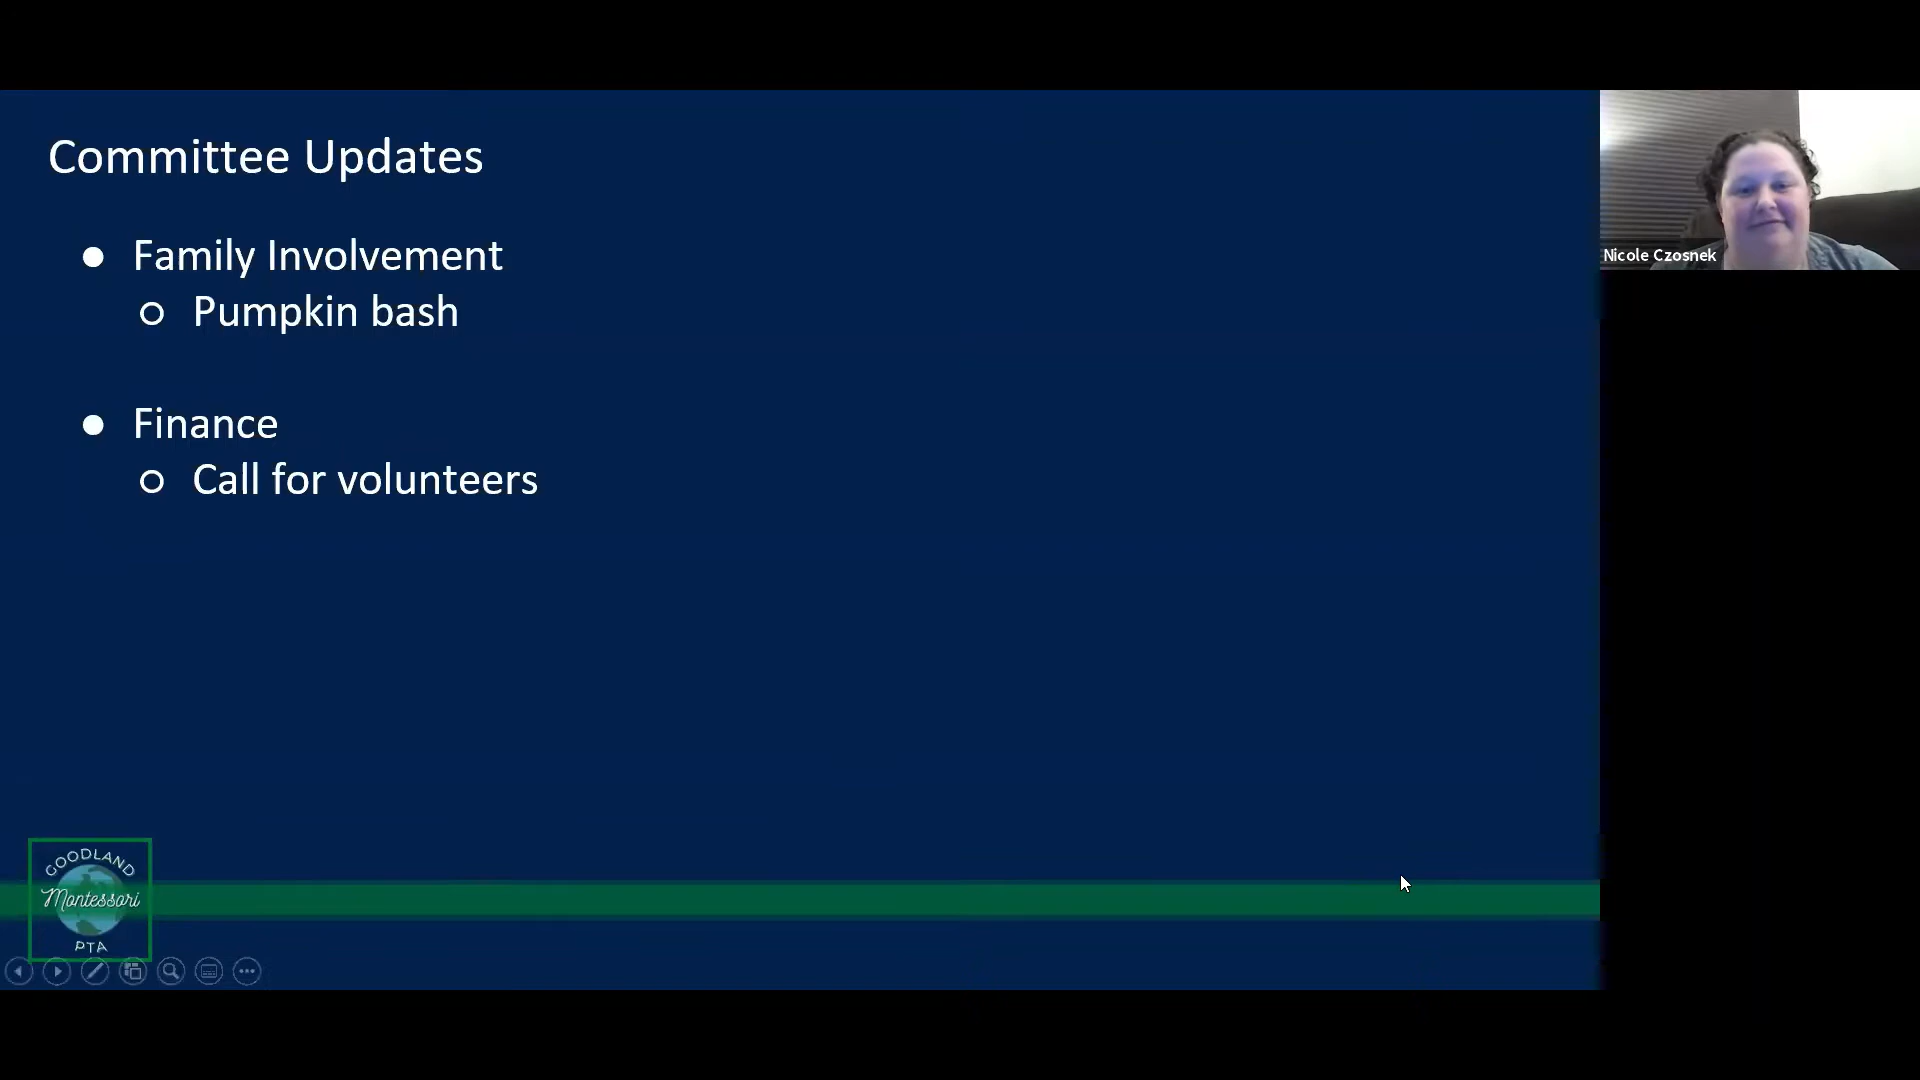 Committee Updates
Family Involvement
Pumpkin bash
Finance
Call for volunteers
Nicole Czosnek
GOODLAND
Montessori
PTA